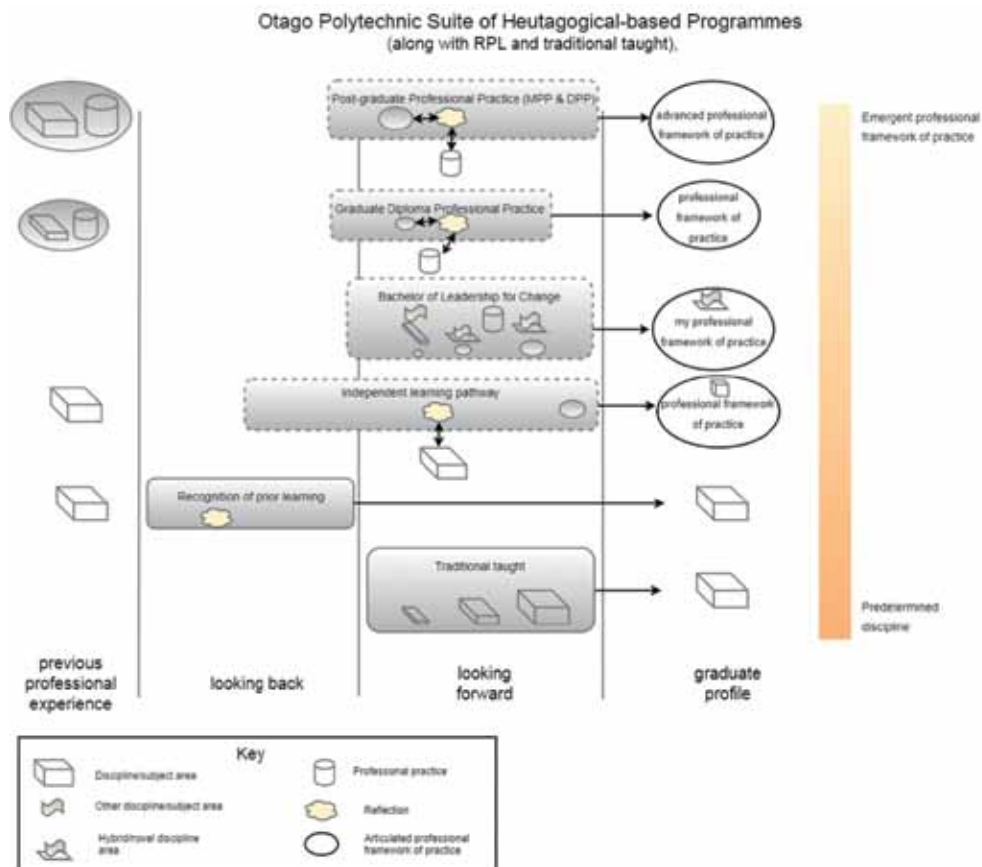 Otago Polytechnic Suite of Heutagogical-based Programmes
(along with RPL and traditional taught).
Post-graduate Professional Practice (MPP & DPP)
advanced professional
framework of practice
Emergent professional
framework of practice
Graduate Diploma Professional Practice
professional
framework of
practice
Bachelor of Leadership for Change
my professional
framework of practice
Independent learning pathway
professional framework
of practice
Recognition of prior learning
Traditional taught
Predetermined
discipline
previous
professional
experience
looking back
looking
forward
graduate
profile
Key
Discipline/subject area
Professional practice
Other discipline/subject area
Reflection
Hybrid/novel discipline
area
Articulated professional
framework of practice